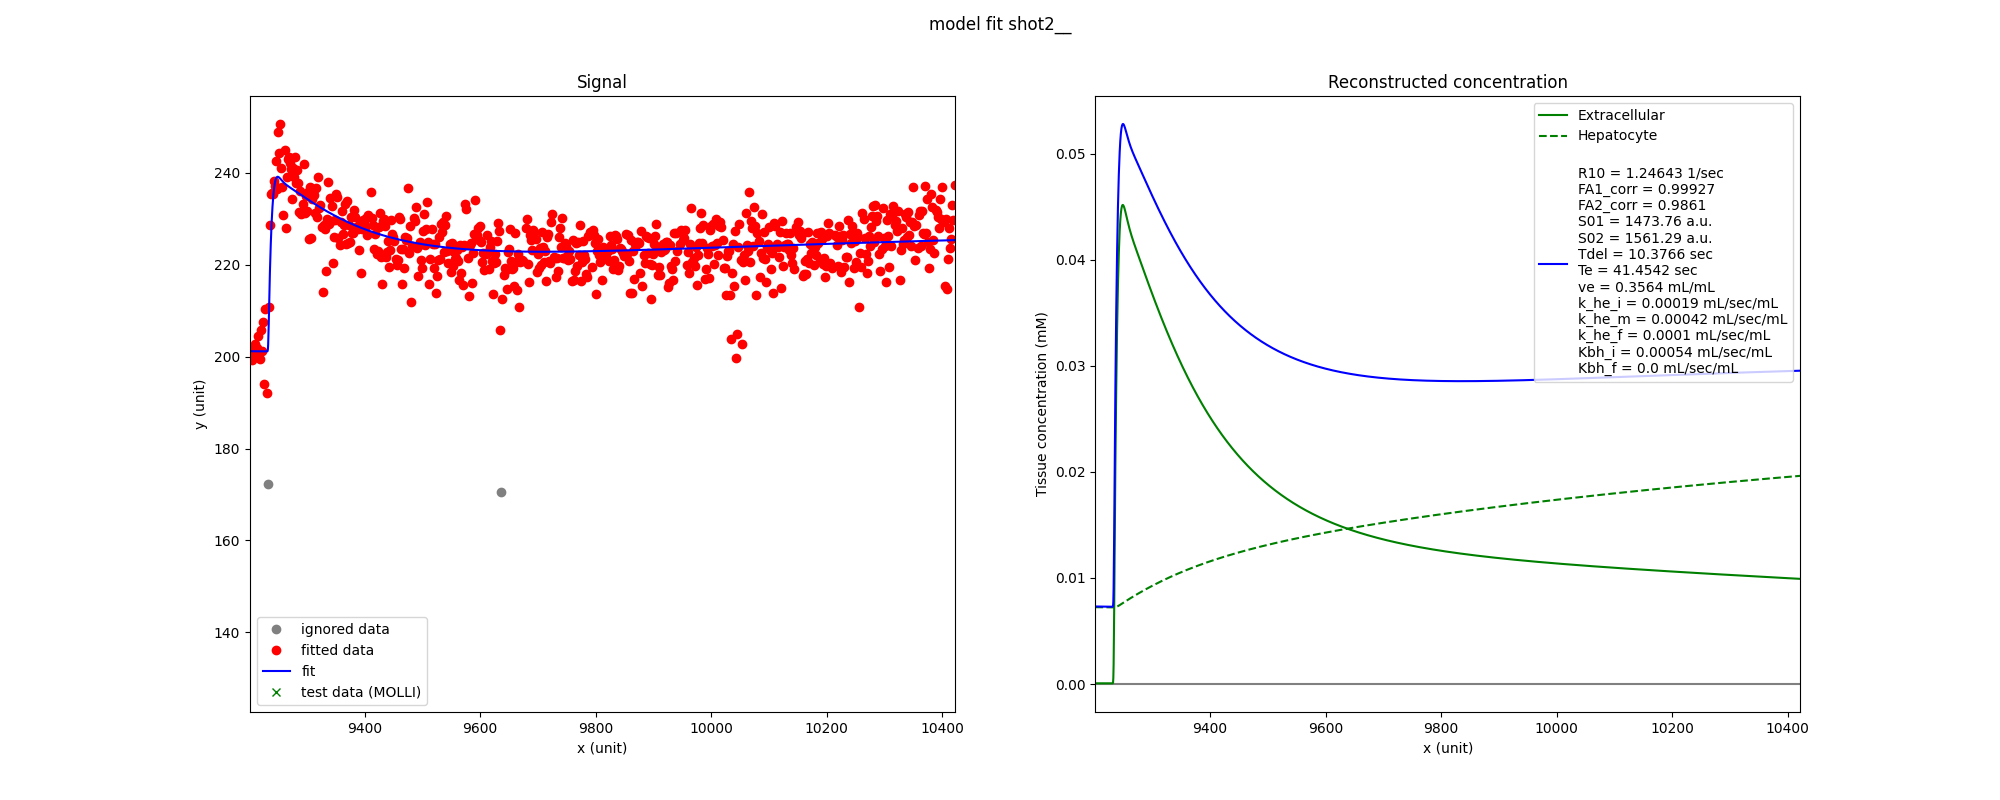 model fit shot2__
Signal
y (unit)
240
220
200
180
160
140
ignored data
fitted data
fit
test data (MOLLI)
9400 9600 9800 10000 10200 10400
x (unit)
Reconstructed concentration
Tissue concentration (mM)
0.05
0.04
0.03
0.02
0.01
0.00
Extracellular
Hepatocyte
R10 = 1.24643 1/sec
FA1_corr = 0.99927
FA2_corr = 0.9861
S01 = 1473.76 a.u.
S02 = 1561.29 a.u.
Tdel = 10.3766 sec
Te = 41.4542 sec
ve = 0.3564 mL/mL
k_he_i = 0.00019 mL/sec/mL
k_he_m = 0.00042 mL/sec/mL
k_he_f = 0.0001 mL/sec/mL
Kbh_i = 0.00054 mL/sec/mL
Kbh_f = 0.0 mL/sec/mL
9400 9600 9800 10000 10200 10400
x (unit)